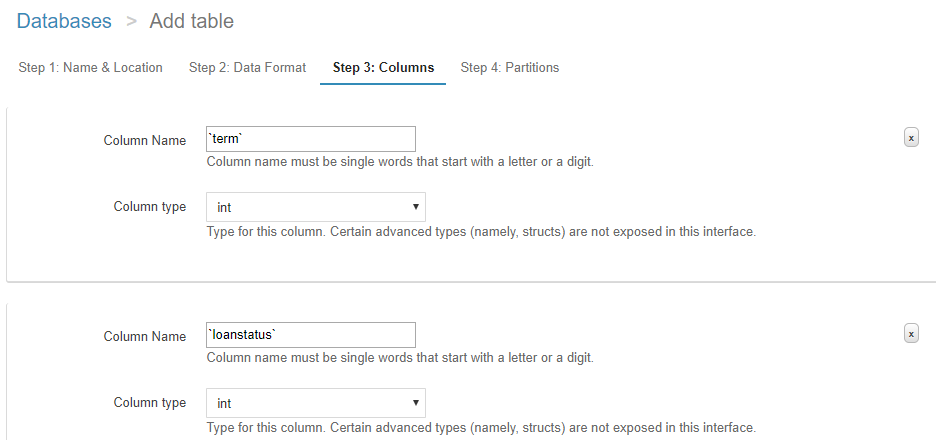 Databases > Add table
Step 1: Name & Location Step 2: Data Format Step 3: Columns Step 4: Partitions
Column Name `term` x
Column name must be single words that start with a letter or a digit.
Column type int
Type for this column. Certain advanced types (namely, structs) are not exposed in this interface.
Column Name `loanstatus` x
Column name must be single words that start with a letter or a digit.
Column type int
Type for this column. Certain advanced types (namely, structs) are not exposed in this interface.